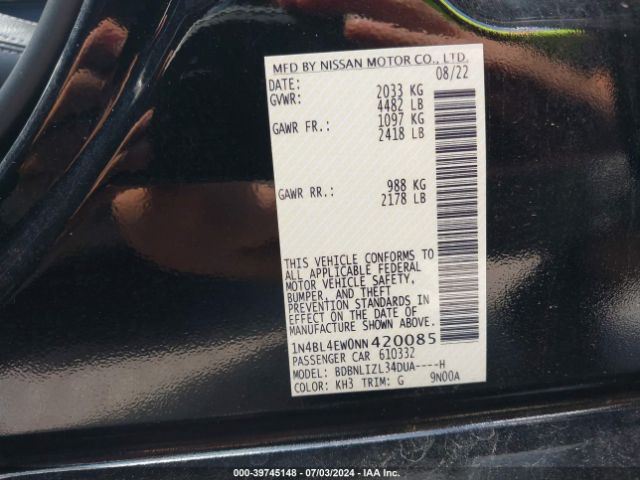 MFD BY NISSAN MOTOR CO., LTD.
DATE: 08/22
GVWR: 2033 KG
4482 LB
GAWR FR.: 1097 KG
2418 LB
GAWR RR.: 988 KG
2178 LB
THIS VEHICLE CONFORMS TO
ALL APPLICABLE FEDERAL
MOTOR VEHICLE SAFETY,
BUMPER, AND THEFT
PREVENTION STANDARDS IN
EFFECT ON THE DATE OF
MANUFACTURE SHOWN ABOVE.
1N4BL4EW0NN420085
PASSENGER CAR 610332
MODEL: BDBNLIZL34DUA----H
COLOR: KH3 TRIM: G 9N00A
000-39745148 - 07/03/2024 - IAA Inc.